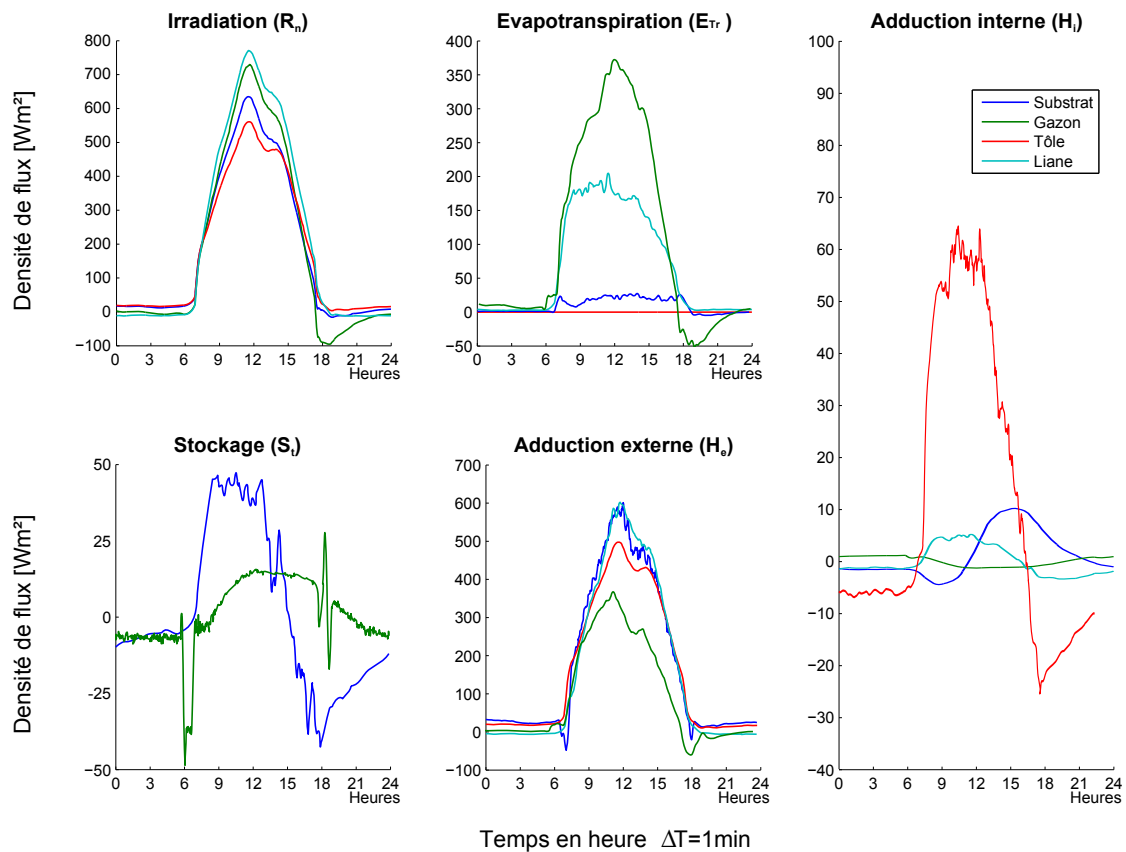 Irradiation (Rn)
Densité de flux [Wm²]
800
700
600
500
400
300
200
100
0
−100
0 3 6 9 12 15 18 21 24
Heures
Evapotranspiration (ETr)
400
350
300
250
200
150
100
50
0
−50
0 3 6 9 12 15 18 21 24
Heures
Adduction interne (Hi)
100
90
80
70
60
50
40
30
20
10
0
−10
−20
−30
−40
0 3 6 9 12 15 18 21 24
Heures
Substrat
Gazon
Tôle
Liane
Stockage (St)
Densité de flux [Wm²]
50
25
0
-25
−50
0 3 6 9 12 15 18 21 24
Heures
Adduction externe (He)
700
600
500
400
300
200
100
0
−100
0 3 6 9 12 15 18 21 24
Heures
Temps en heure ΔT=1min